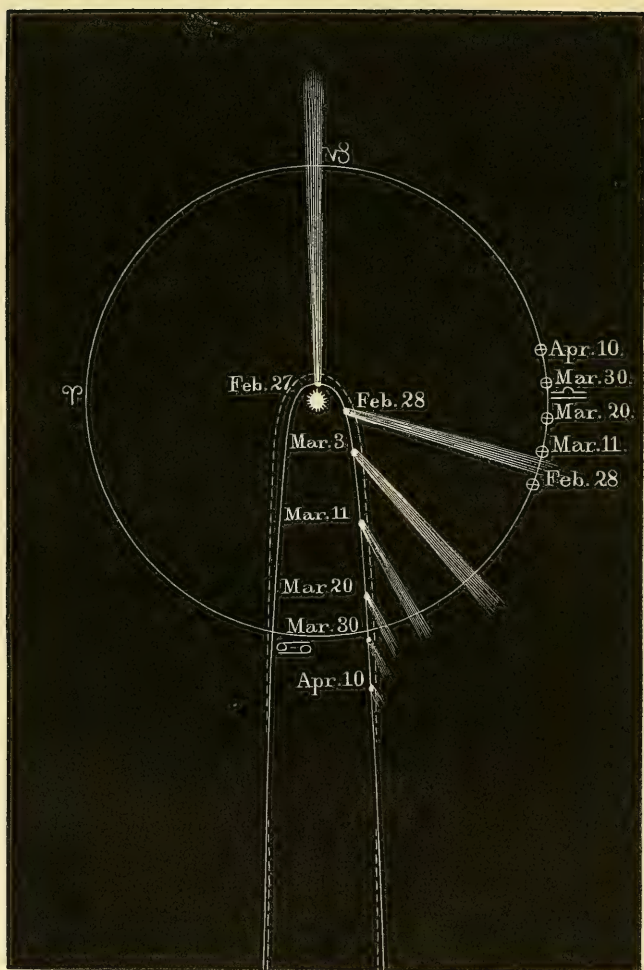 ♑
Apr. 10.
Mar. 30.
♎
Mar. 20.
Mar. 11.
Feb. 28
Feb. 27
Feb. 28
♈
Mar. 3.
Mar. 11
Mar. 20
Mar. 30
♋
Apr. 10